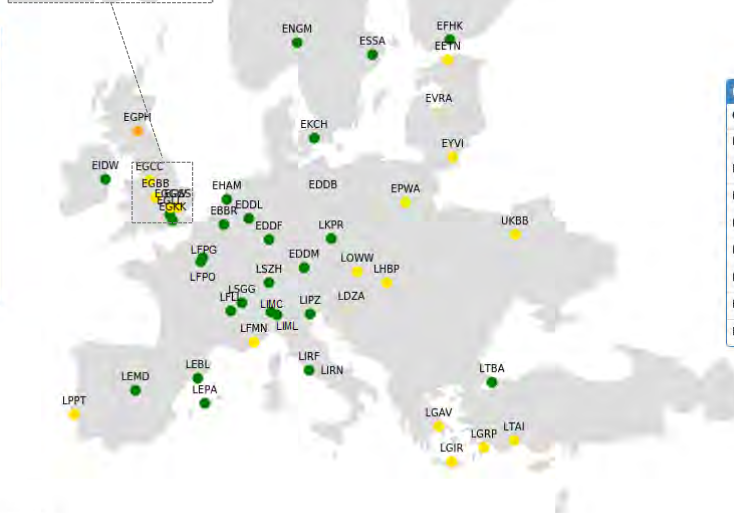 ENGM
EFHK
ESSA
EETN
EVRA
EGPH
EKCH
EYVI
EIDW
EGCC
EGBB
EHAM
EDDL
EDDB
EPWA
EGKK
EBBR
EDDF
LKPR
UKBB
LFPG
EDDM
LOWW
LFPO
LSZH
LHBP
LSGG
LFLL
LIMC
LIPZ
LDZA
LFMN
LIML
LIRF
LIRN
LEBL
LEMD
LEPA
LTBA
LPPT
LGAV
LGRP
LTAI
LGIR